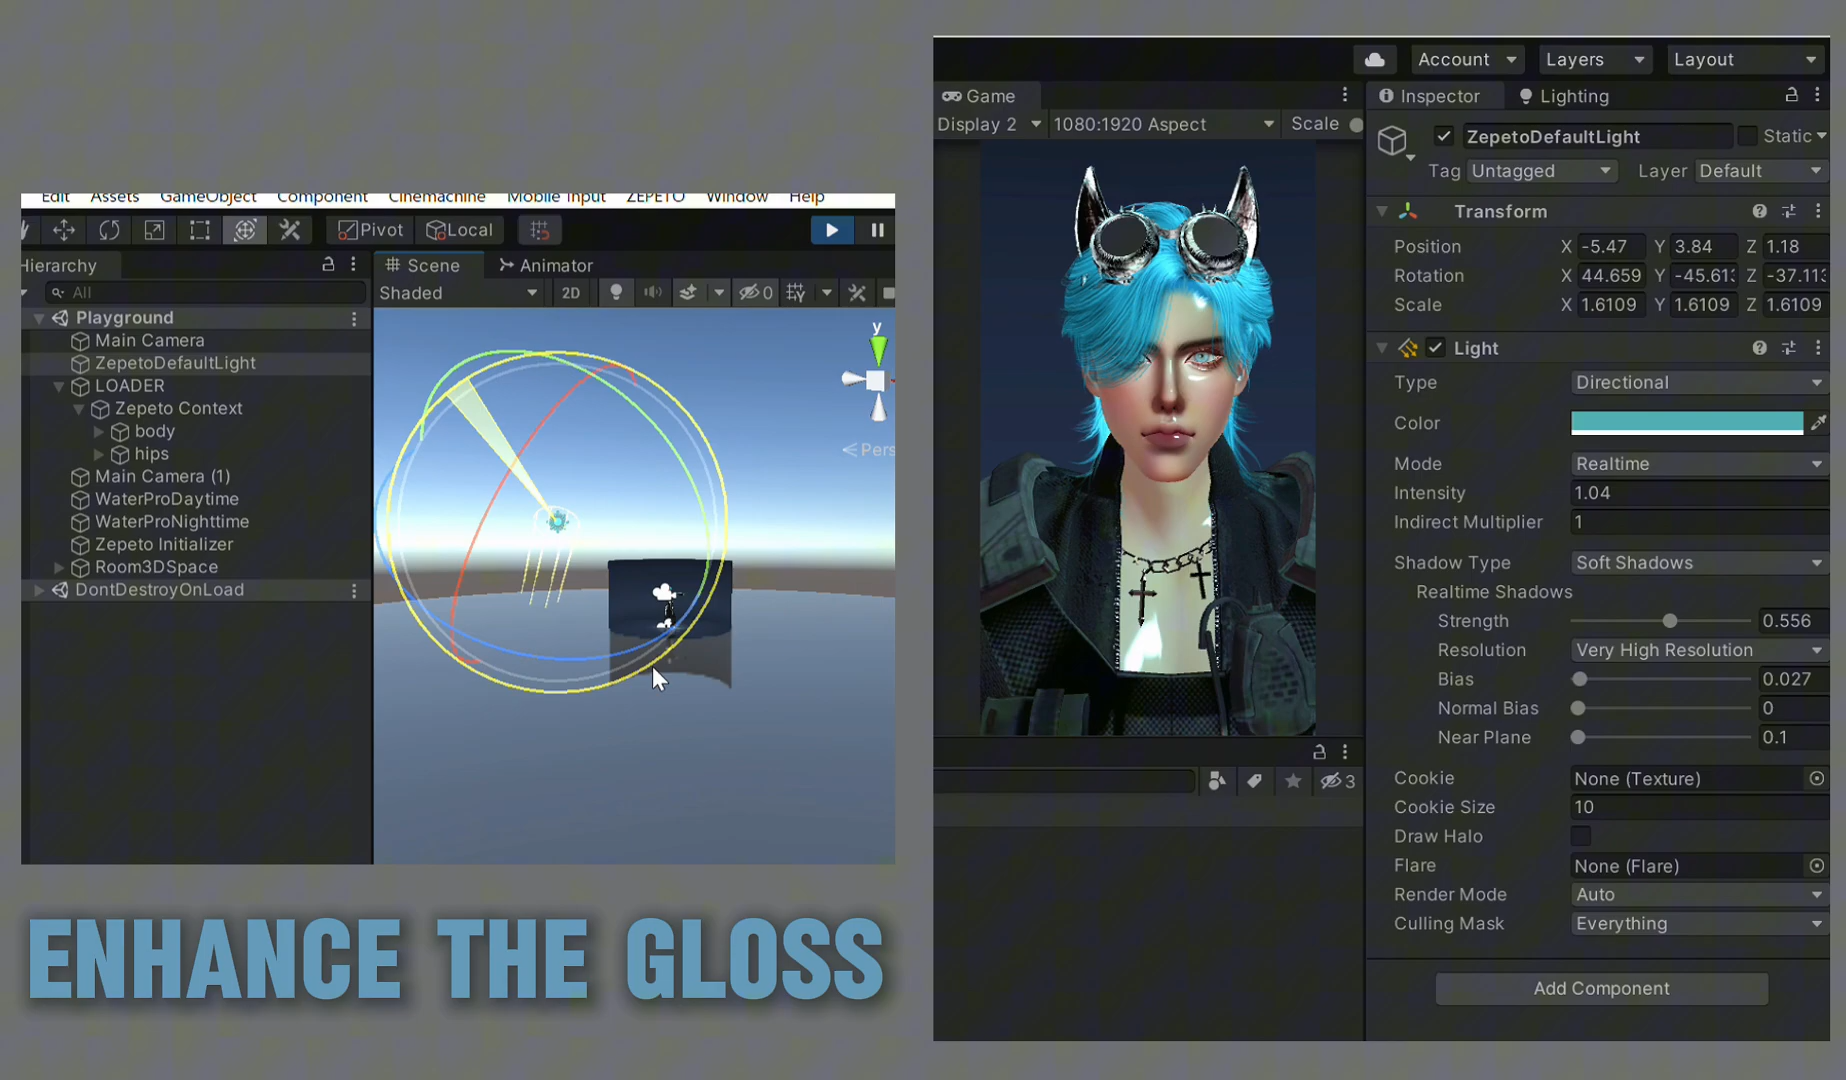 Edit Assets GameObject Component Cinemachine Mobile Input ZEPETO Window Help
Pivot Local
Hierarchy
All
Playground
Main Camera
ZepetoDefaultLight
LOADER
Zepeto Context
body
hips
Main Camera (1)
WaterProDaytime
WaterProNighttime
Zepeto Initializer
Room3DSpace
DontDestroyOnLoad
Scene Animator
Shaded 2D 0
y
Pers
ENHANCE THE GLOSS
Account Layers Layout
Game
Display 2 1080:1920 Aspect Scale
3
Inspector Lighting
ZepetoDefaultLight Static
Tag Untagged Layer Default
Transform
Position X -5.47 Y 3.84 Z 1.18
Rotation X 44.659 Y -45.613 Z -37.113
Scale X 1.6109 Y 1.6109 Z 1.6109
Light
Type Directional
Color
Mode Realtime
Intensity 1.04
Indirect Multiplier 1
Shadow Type Soft Shadows
Realtime Shadows
Strength 0.556
Resolution Very High Resolution
Bias 0.027
Normal Bias 0
Near Plane 0.1
Cookie None (Texture)
Cookie Size 10
Draw Halo
Flare None (Flare)
Render Mode Auto
Culling Mask Everything
Add Component